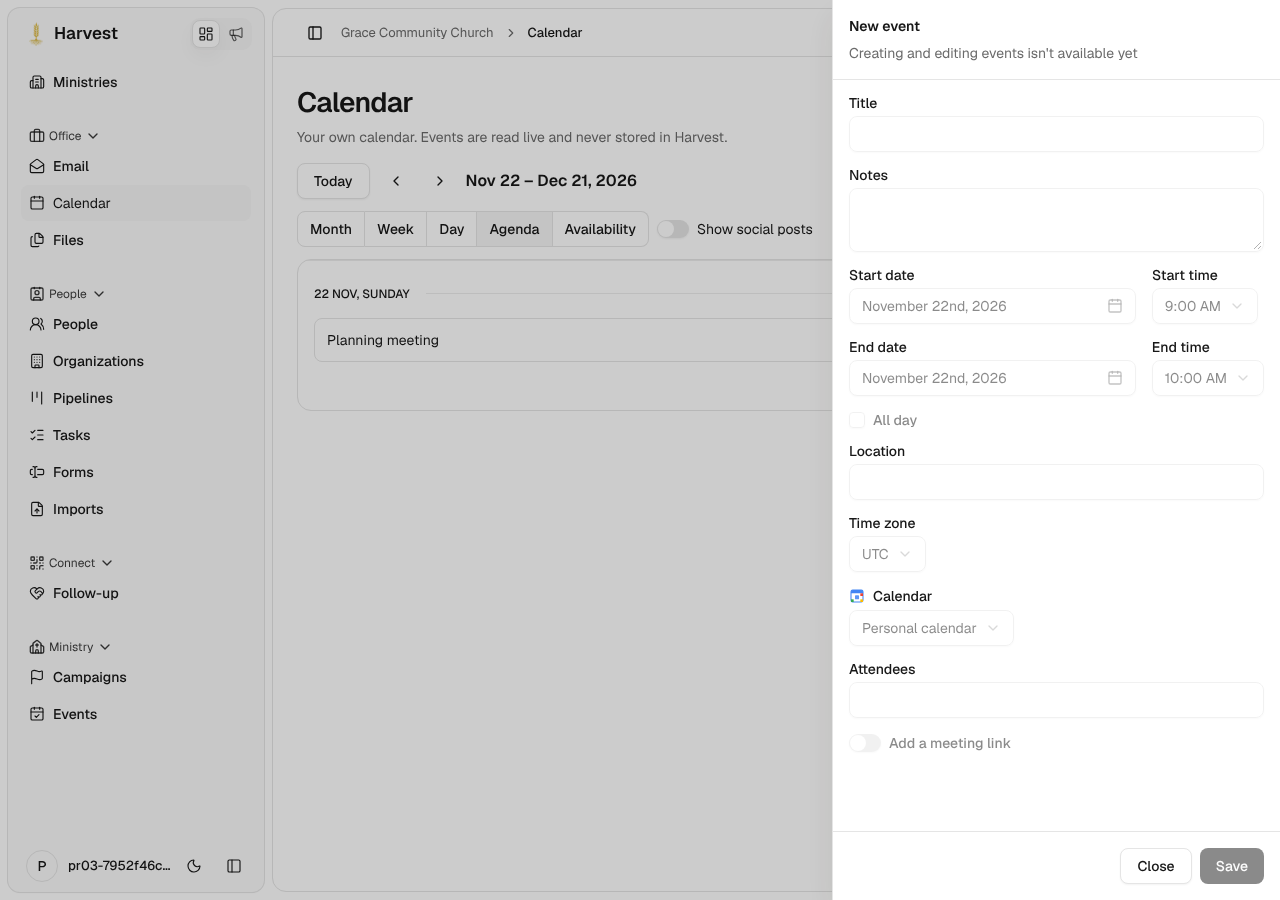 Harvest
Ministries
Office
Email
Calendar
Files
People
People
Organizations
Pipelines
Tasks
Forms
Imports
Connect
Follow-up
Ministry
Campaigns
Events
P pr03-7952f46c...
Grace Community Church > Calendar
Calendar
Your own calendar. Events are read live and never stored in Harvest.
Today Nov 22 – Dec 21, 2026
Month Week Day Agenda Availability Show social posts
22 NOV, SUNDAY
Planning meeting
New event
Creating and editing events isn't available yet
Title
Notes
Start date Start time
November 22nd, 2026 9:00 AM
End date End time
November 22nd, 2026 10:00 AM
All day
Location
Time zone
UTC
Calendar
Personal calendar
Attendees
Add a meeting link
Close Save